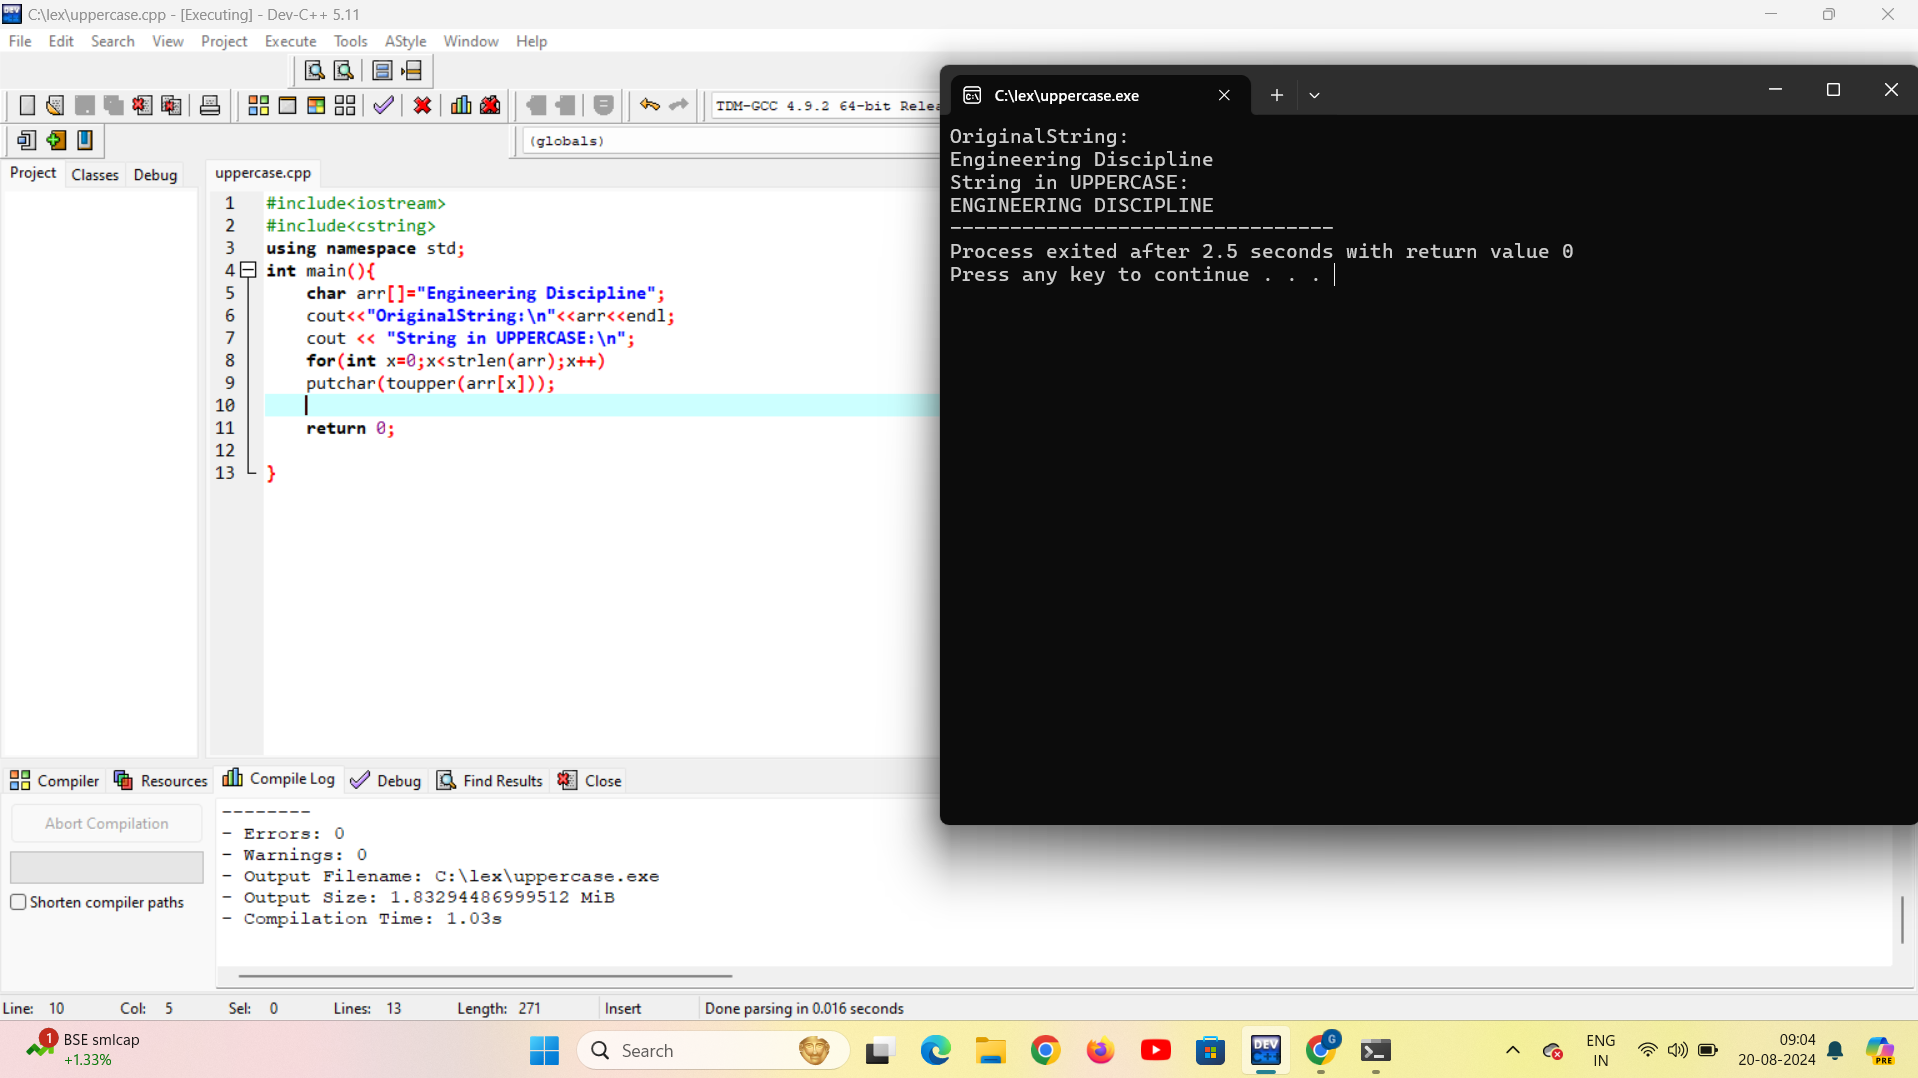 C:\lex\uppercase.cpp - [Executing] - Dev-C++ 5.11
File Edit Search View Project Execute Tools AStyle Window Help
TDM-GCC 4.9.2 64-bit Relea
(globals)
Project Classes Debug
uppercase.cpp
1 #include<iostream>
2 #include<cstring>
3 using namespace std;
4 int main(){
5 char arr[]="Engineering Discipline";
6 cout<<"OriginalString:\n"<<arr<<endl;
7 cout << "String in UPPERCASE:\n";
8 for(int x=0;x<strlen(arr);x++)
9 putchar(toupper(arr[x]));
10
11 return 0;
12
13 }
C:\lex\uppercase.exe
OriginalString:
Engineering Discipline
String in UPPERCASE:
ENGINEERING DISCIPLINE
--------------------------------
Process exited after 2.5 seconds with return value 0
Press any key to continue . . .
Compiler Resources Compile Log Debug Find Results Close
Abort Compilation
Shorten compiler paths
--------
- Errors: 0
- Warnings: 0
- Output Filename: C:\lex\uppercase.exe
- Output Size: 1.83294486999512 MiB
- Compilation Time: 1.03s
Line: 10 Col: 5 Sel: 0 Lines: 13 Length: 271 Insert Done parsing in 0.016 seconds
1
BSE smlcap
+1.33%
Search
DEV
C++
G
ENG
IN
09:04
20-08-2024
PRE